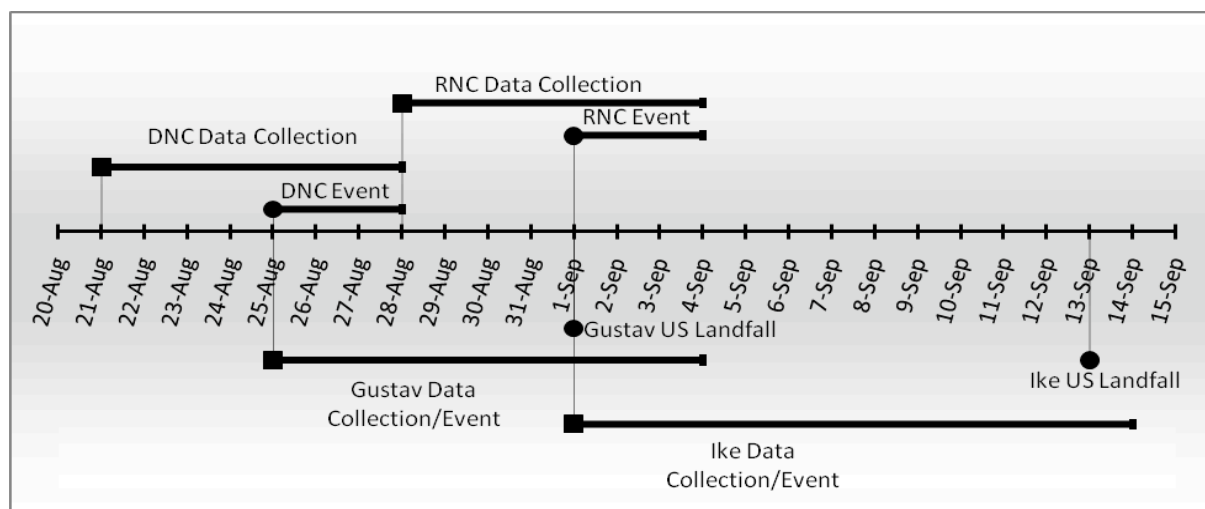 RNC Data Collection
RNC Event
DNC Data Collection
DNC Event
20-Aug
21-Aug
22-Aug
23-Aug
24-Aug
25-Aug
26-Aug
27-Aug
28-Aug
29-Aug
30-Aug
31-Aug
1-Sep
2-Sep
3-Sep
4-Sep
5-Sep
6-Sep
7-Sep
8-Sep
9-Sep
10-Sep
11-Sep
12-Sep
13-Sep
14-Sep
15-Sep
Gustav US Landfall
Gustav Data
Collection/Event
Ike US Landfall
Ike Data
Collection/Event